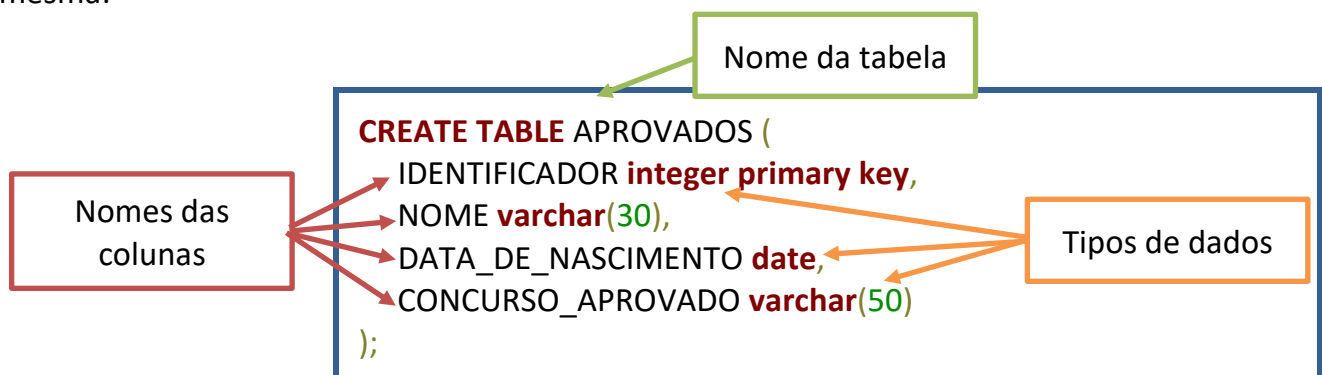 mesma.
Nome da tabela
CREATE TABLE APROVADOS (
IDENTIFICADOR integer primary key,
NOME varchar(30),
DATA_DE_NASCIMENTO date,
CONCURSO_APROVADO varchar(50)
);
Nomes das
colunas
Tipos de dados